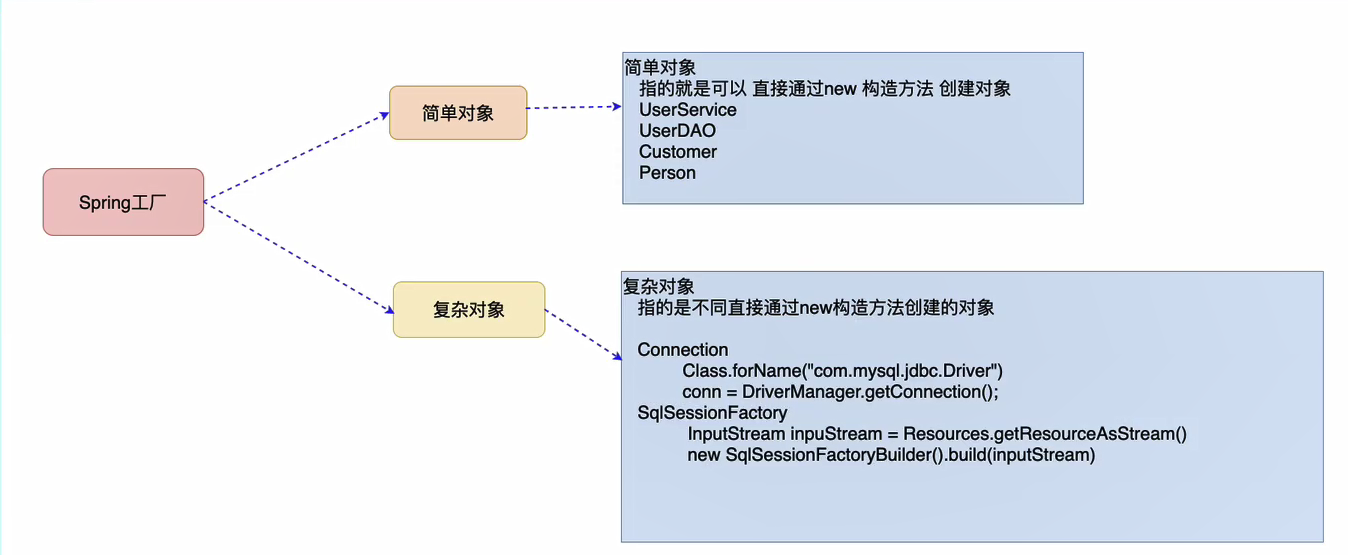 Spring工厂
简单对象
简单对象
指的就是可以 直接通过new 构造方法 创建对象
UserService
UserDAO
Customer
Person
复杂对象
复杂对象
指的是不同直接通过new构造方法创建的对象
Connection
Class.forName("com.mysql.jdbc.Driver")
conn = DriverManager.getConnection();
SqlSessionFactory
InputStream inpuStream = Resources.getResourceAsStream()
new SqlSessionFactoryBuilder().build(inputStream)